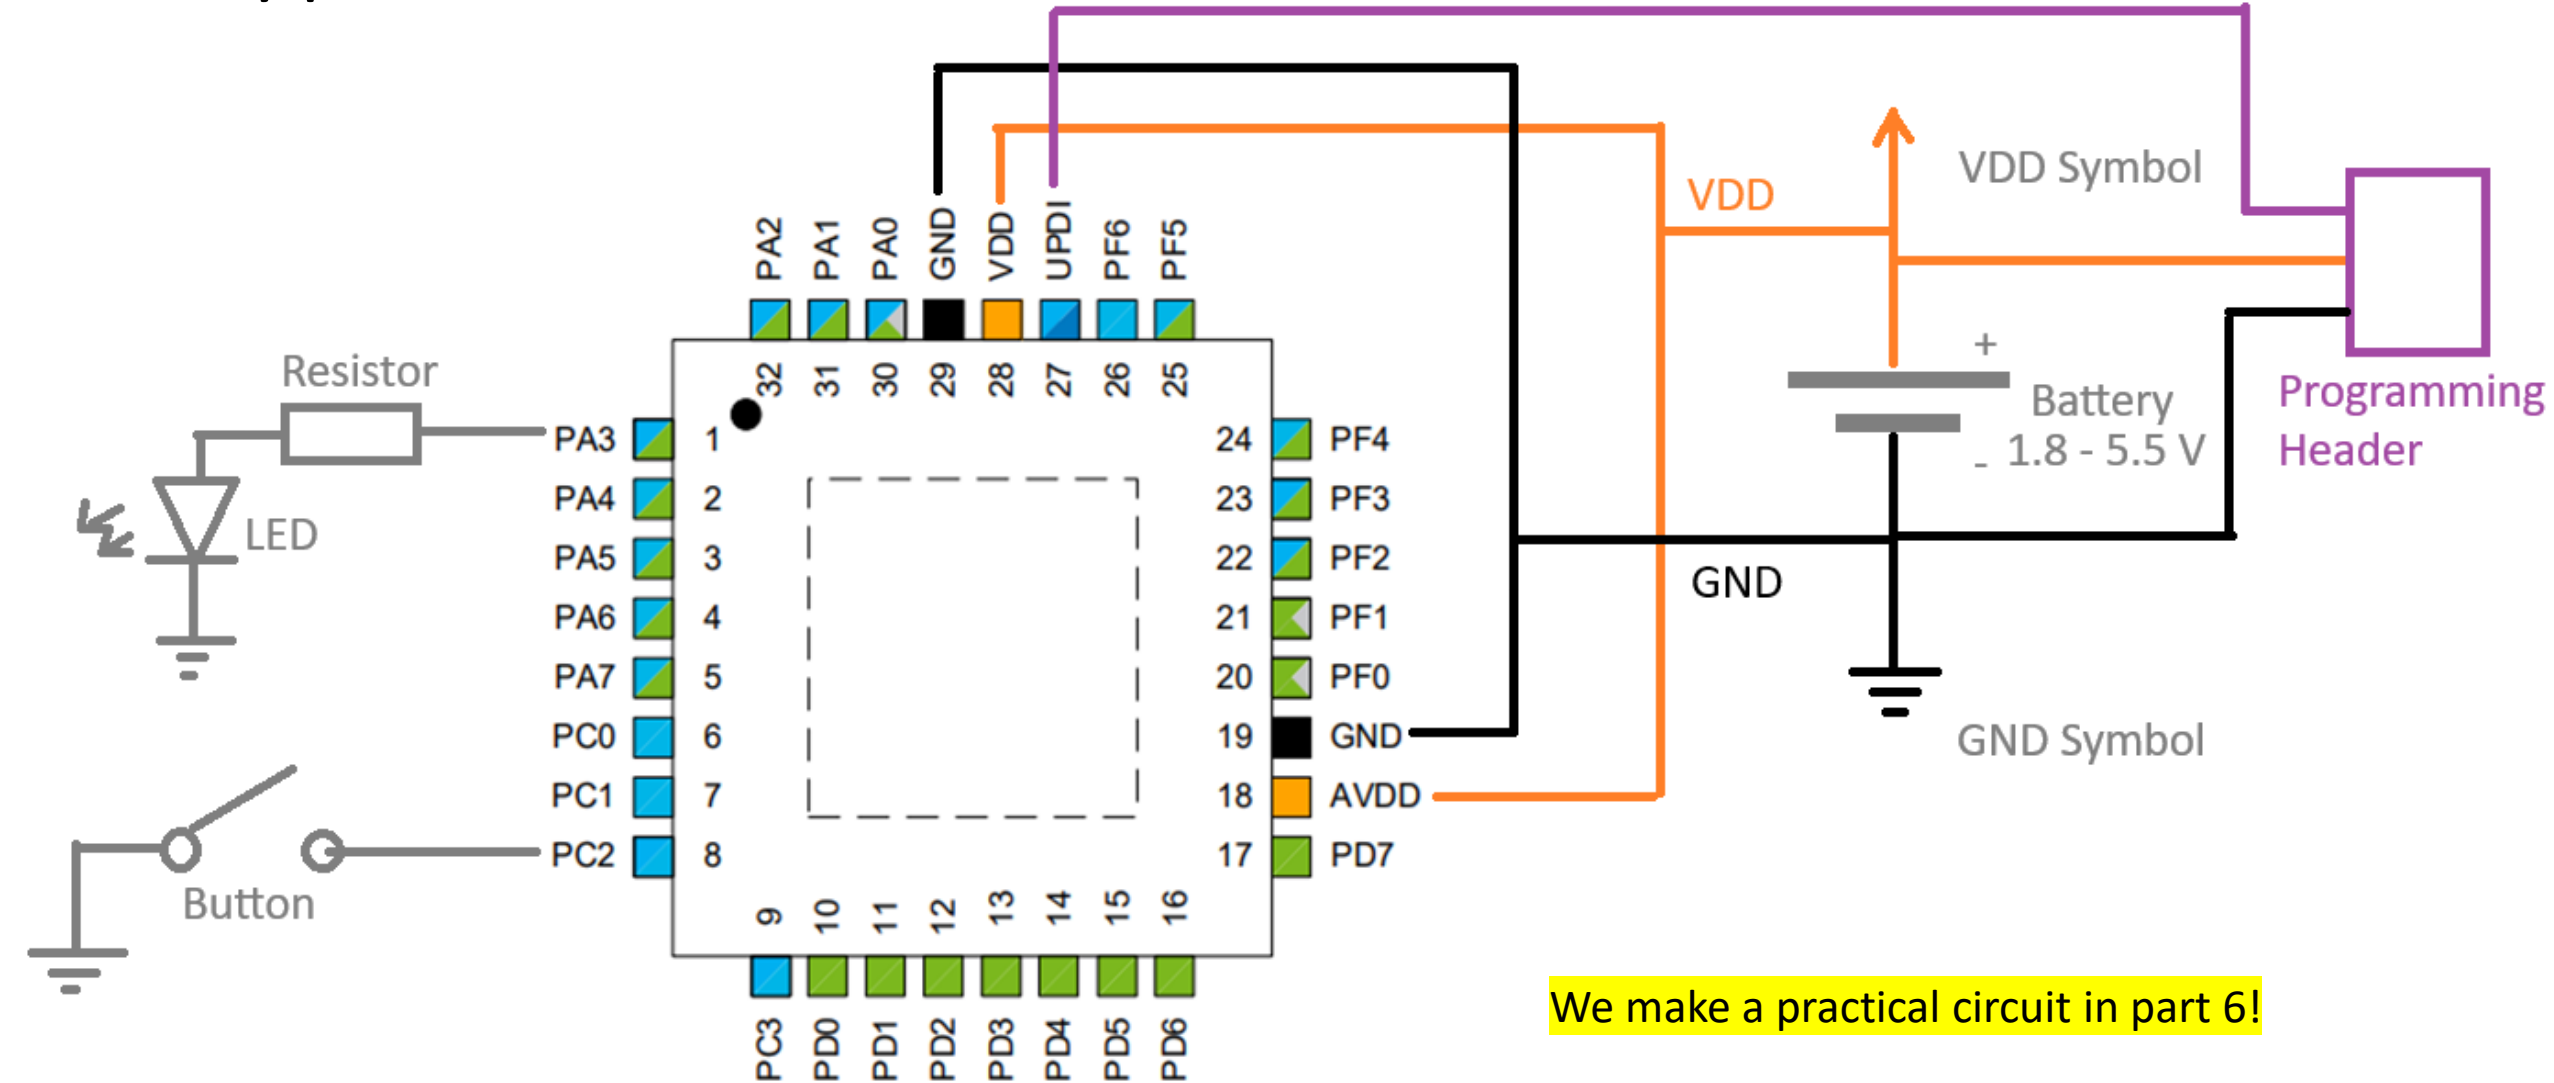 VDD Symbol
VDD
PA2
PA1
PA0
GND
VDD
UPDI
PF6
PF5
32
31
30
29
28
27
26
25
Resistor
LED
Button
PA3 1
PA4 2
PA5 3
PA6 4
PA7 5
PC0 6
PC1 7
PC2 8
24 PF4
23 PF3
22 PF2
21 PF1
20 PF0
19 GND
18 AVDD
17 PD7
9
10
11
12
13
14
15
16
PC3
PD0
PD1
PD2
PD3
PD4
PD5
PD6
+
Battery
- 1.8 - 5.5 V
Programming
Header
GND
GND Symbol
We make a practical circuit in part 6!